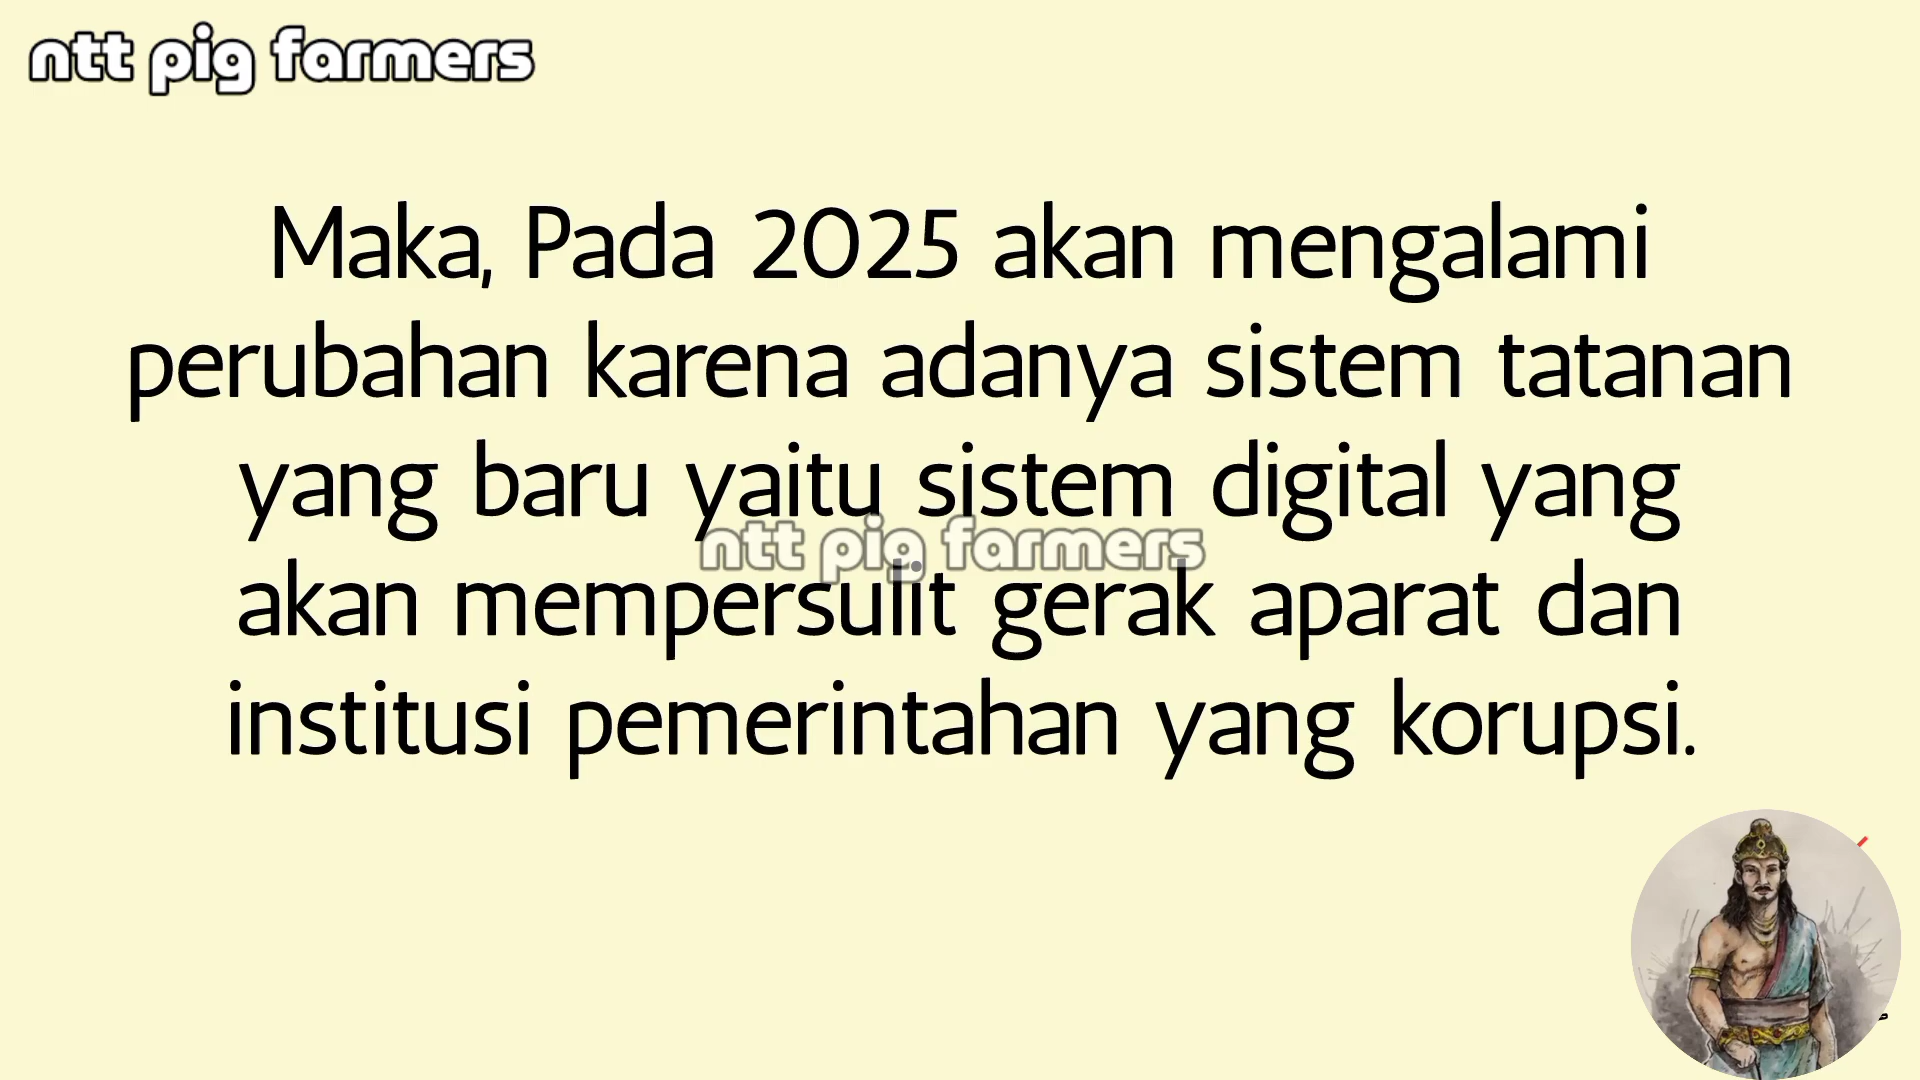 ntt pig farmers
Maka, Pada 2025 akan mengalami
perubahan karena adanya sistem tatanan
yang baru yaitu sistem digital yang
ntt pig farmers
akan mempersulit gerak aparat dan
institusi pemerintahan yang korupsi.